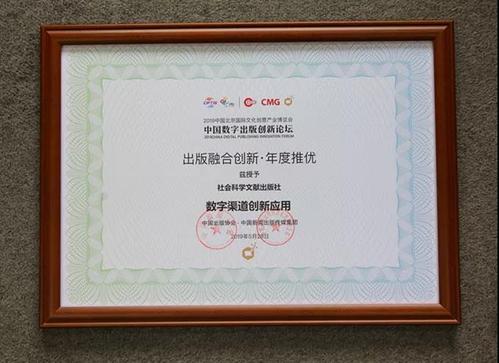 CMG
2019中国北京国际文化创意产业博览会
中国数字出版创新论坛
2019CHINA DIGITAL PUBLISHING INNOVATION FORUM
出版融合创新·年度推优
兹授予
社会科学文献出版社
数字渠道创新应用
中国出版协会·中国新闻出版传媒集团
2019年5月28日